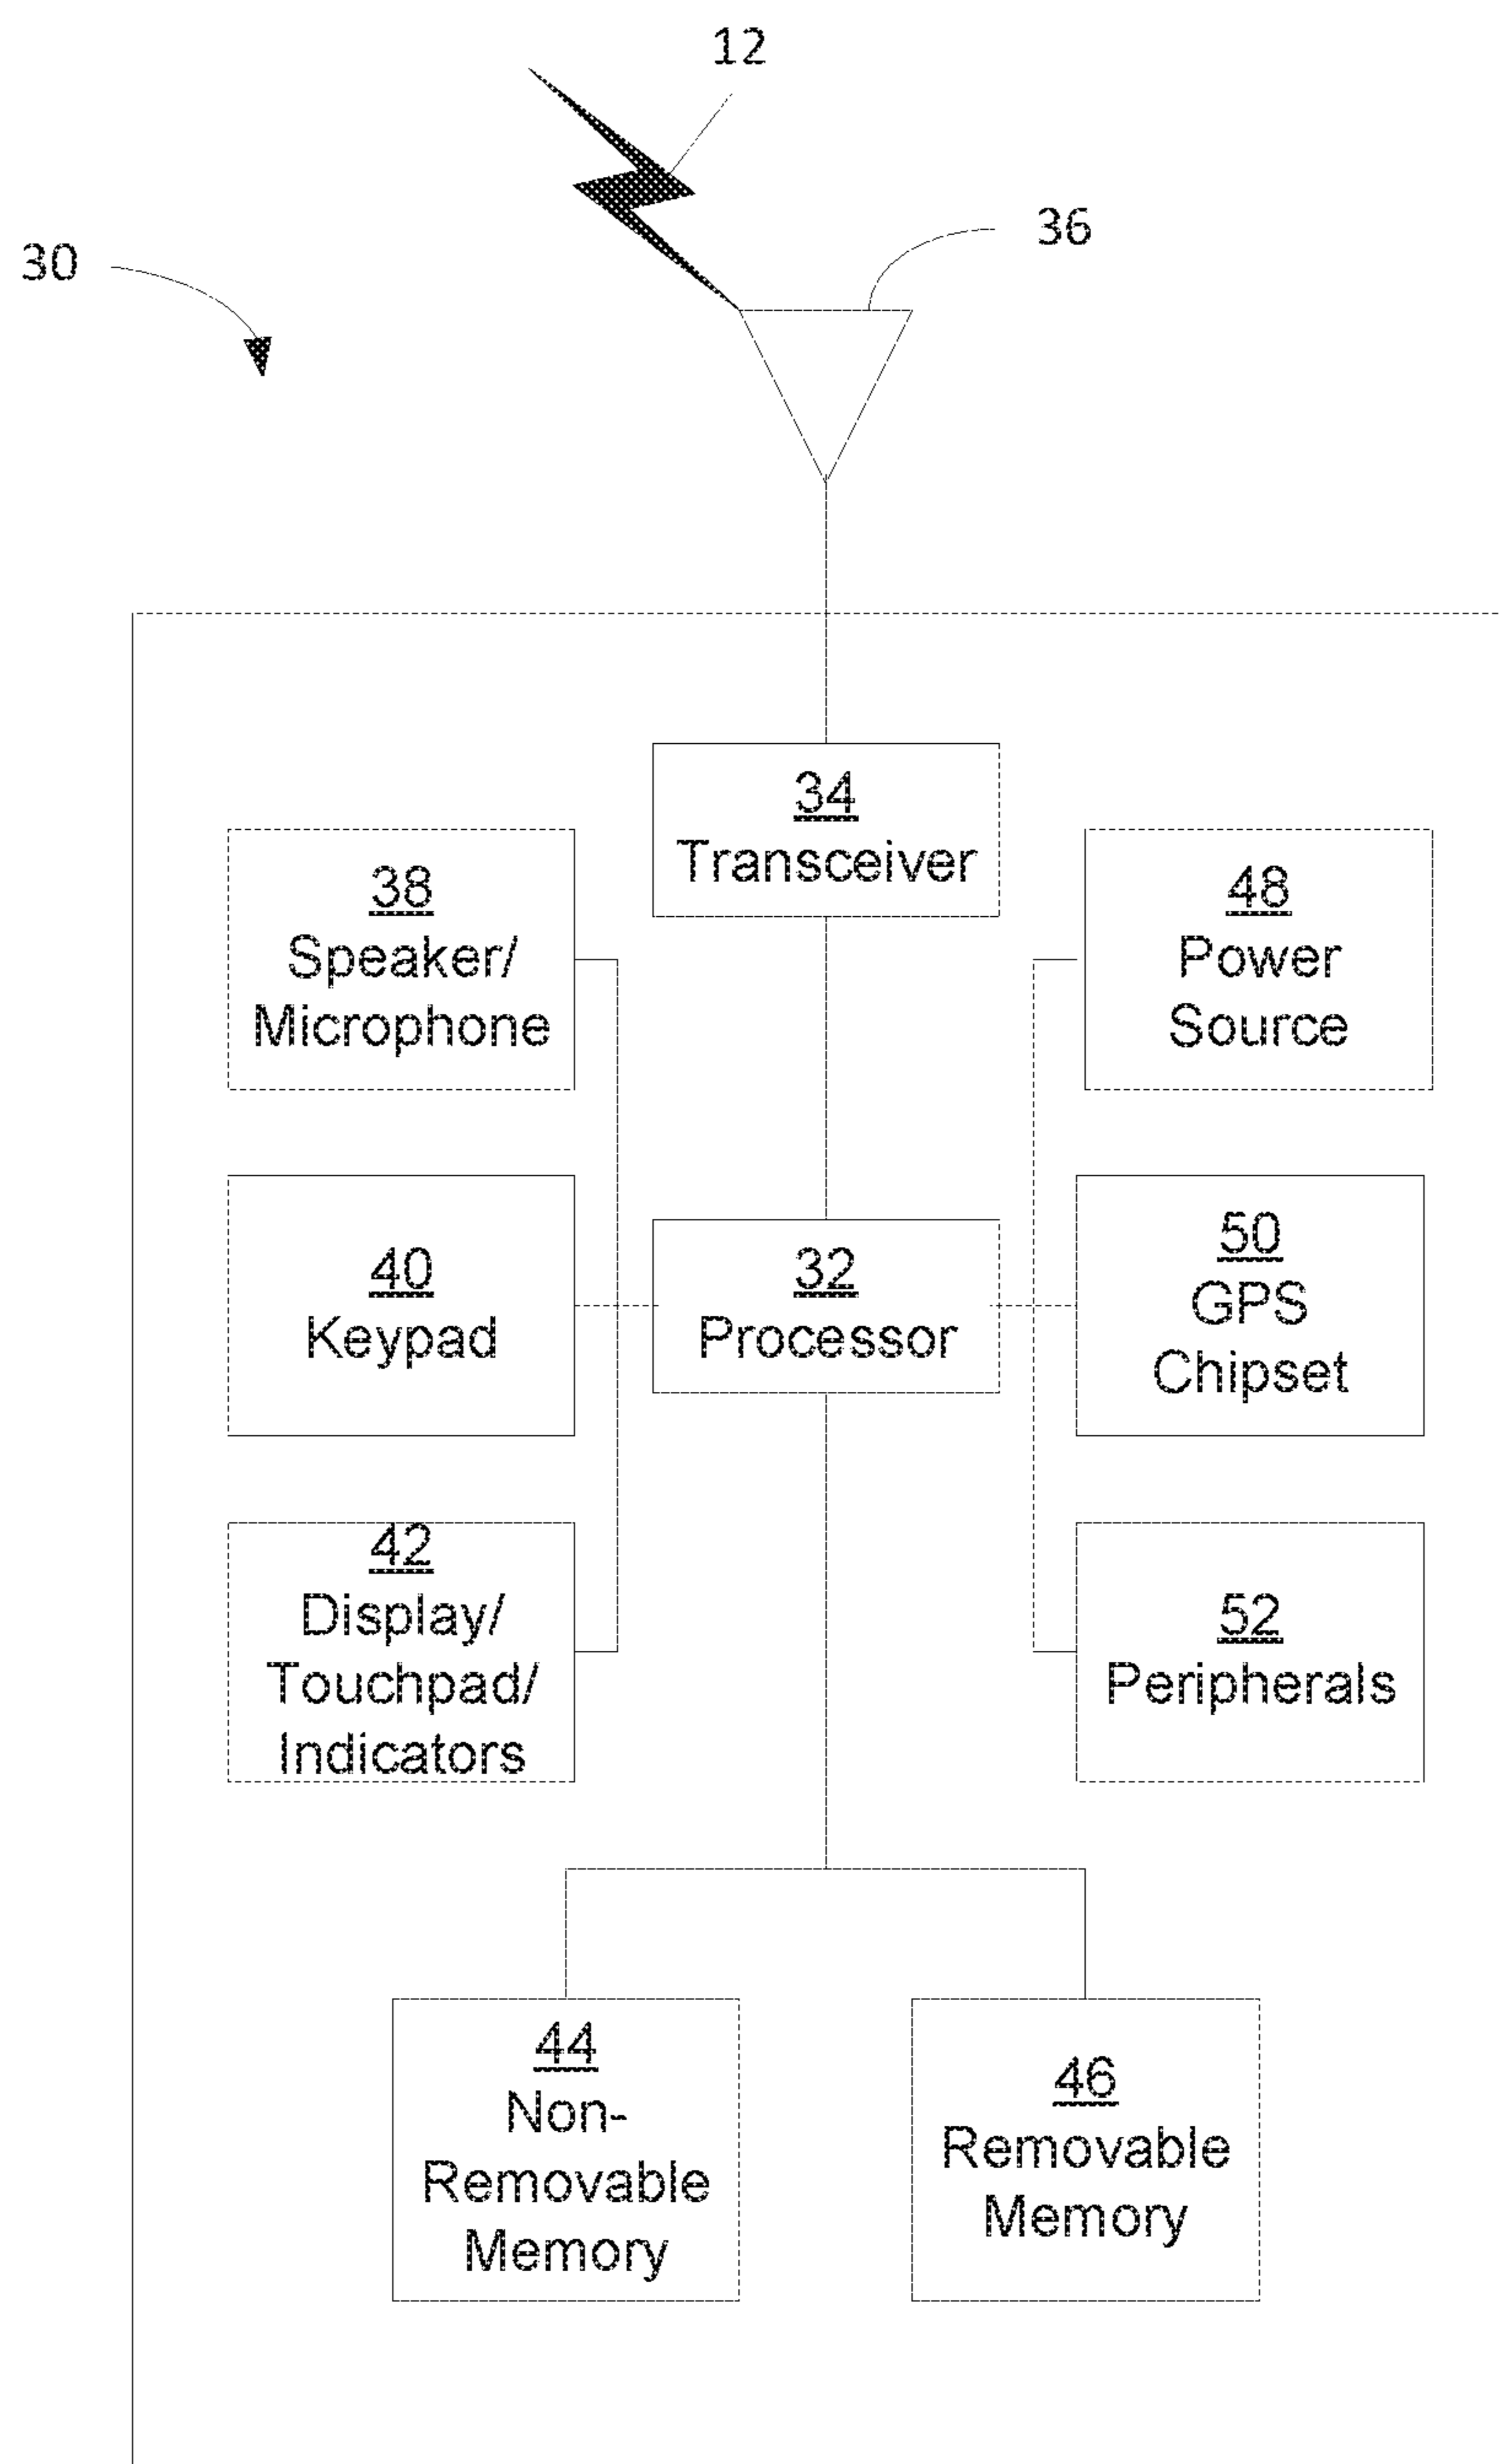 12
36
30
34
Transceiver
38
Speaker/
Microphone
48
Power
Source
40
Keypad
32
Processor
50
GPS
Chipset
42
Display/
Touchpad/
Indicators
52
Peripherals
44
Non-
Removable
Memory
46
Removable
Memory